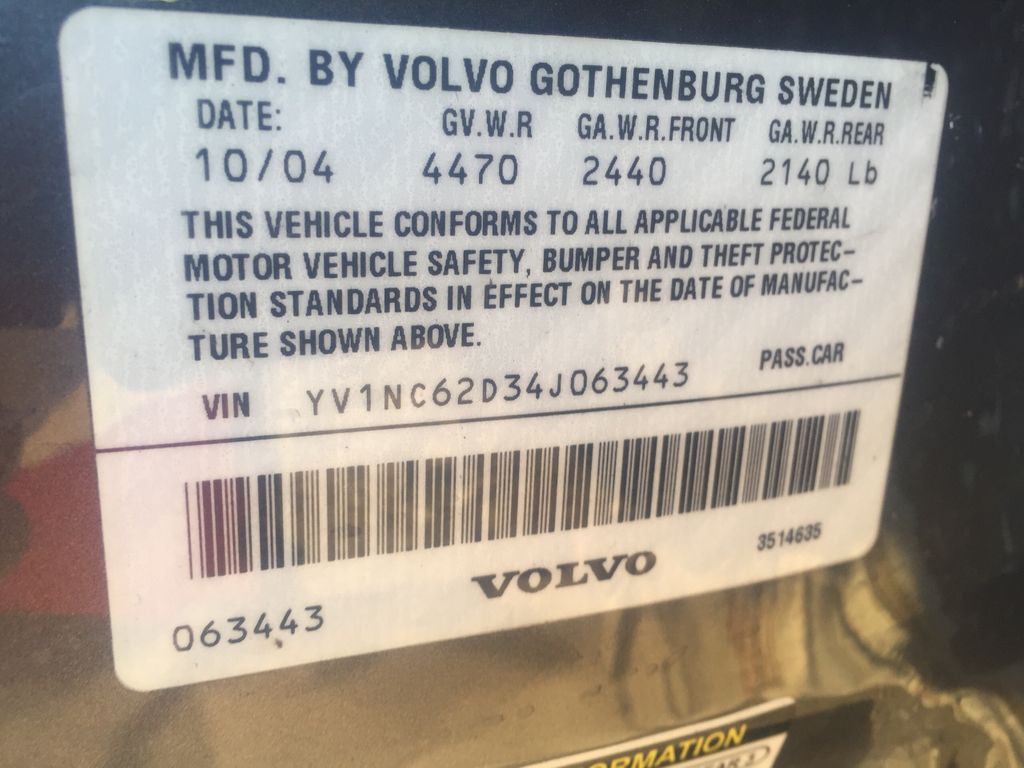 MFD. BY VOLVO GOTHENBURG SWEDEN
DATE: GV.W.R GA.W.R.FRONT GA.W.R.REAR
10/04 4470 2440 2140 Lb
THIS VEHICLE CONFORMS TO ALL APPLICABLE FEDERAL
MOTOR VEHICLE SAFETY, BUMPER AND THEFT PROTEC-
TION STANDARDS IN EFFECT ON THE DATE OF MANUFAC-
TURE SHOWN ABOVE.
VIN YV1NC62D34J063443 PASS.CAR
3514635
VOLVO
063443
ORMATION